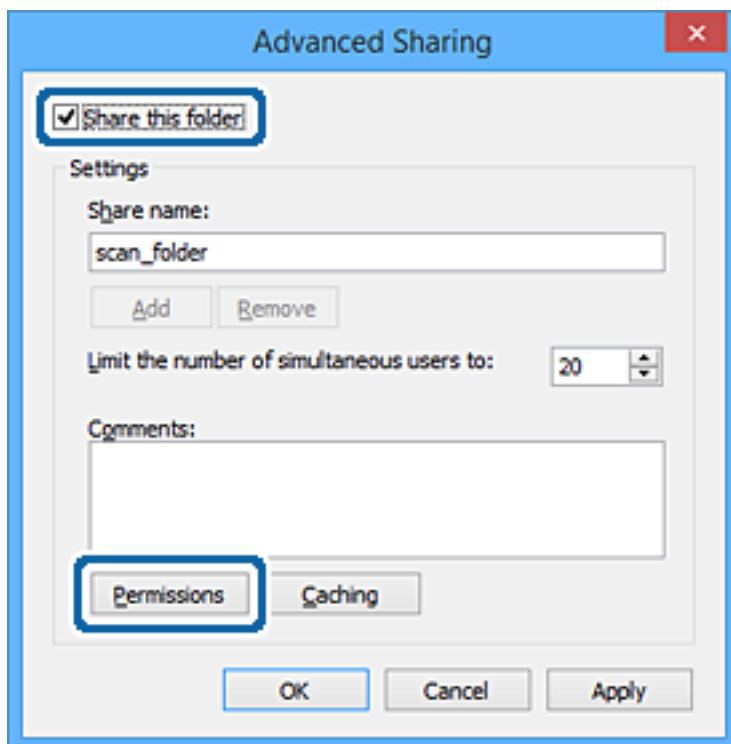 Advanced Sharing
Share this folder
Settings
Share name:
scan_folder
Add Remove
Limit the number of simultaneous users to: 20
Comments:
Permissions Caching
OK Cancel Apply